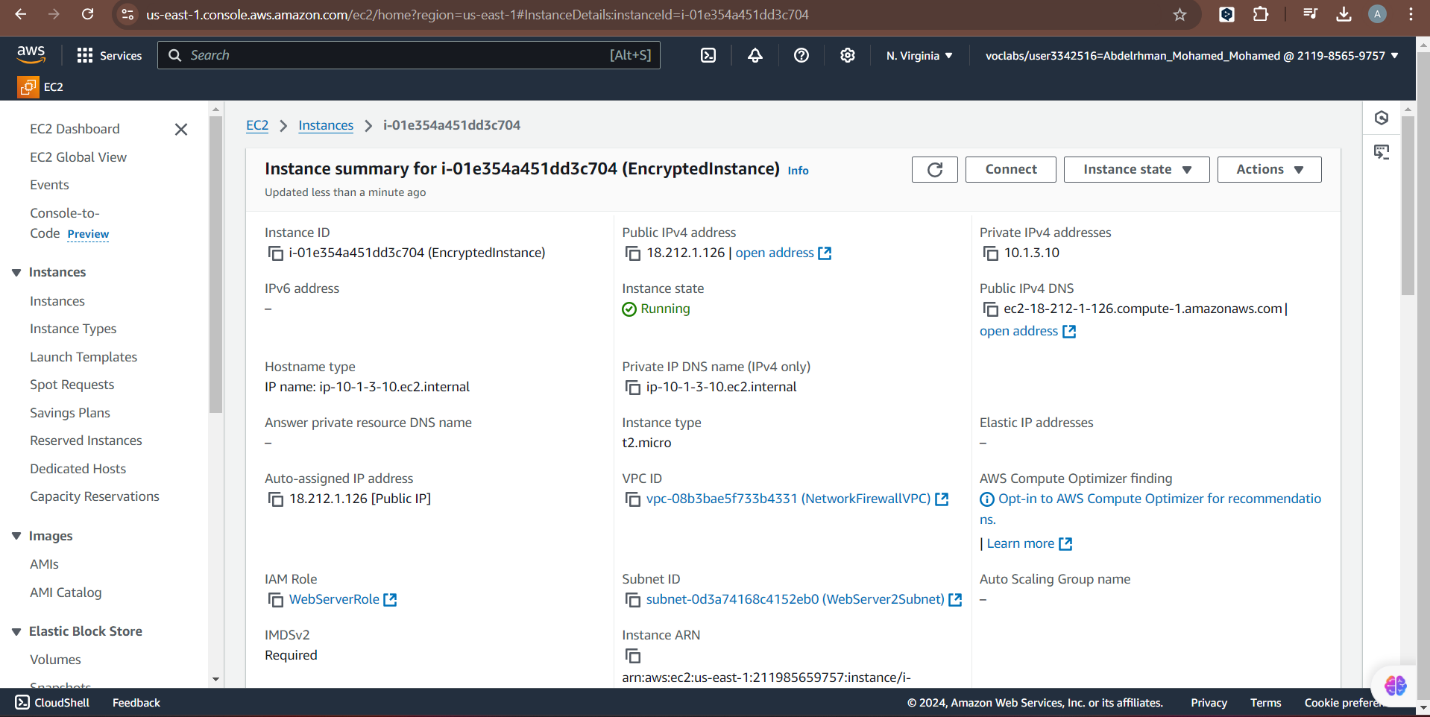 us-east-1.console.aws.amazon.com/ec2/home?region=us-east-1#InstanceDetails:instanceId=i-01e354a451dd3c704
A
aws
Services
Search
[Alt+S]
N. Virginia
voclabs/user3342516=Abdelrhman_Mohamed_Mohamed @ 2119-8565-9757
EC2
EC2 Dashboard
EC2 Global View
Events
Console-to-
Code Preview
Instances
Instances
Instance Types
Launch Templates
Spot Requests
Savings Plans
Reserved Instances
Dedicated Hosts
Capacity Reservations
Images
AMIs
AMI Catalog
Elastic Block Store
Volumes
Snapshots
EC2 > Instances > i-01e354a451dd3c704
Instance summary for i-01e354a451dd3c704 (EncryptedInstance) Info
Updated less than a minute ago
Connect
Instance state
Actions
Instance ID
i-01e354a451dd3c704 (EncryptedInstance)
Public IPv4 address
18.212.1.126 | open address
Private IPv4 addresses
10.1.3.10
IPv6 address
–
Instance state
Running
Public IPv4 DNS
ec2-18-212-1-126.compute-1.amazonaws.com |
open address
Hostname type
IP name: ip-10-1-3-10.ec2.internal
Private IP DNS name (IPv4 only)
ip-10-1-3-10.ec2.internal
Answer private resource DNS name
–
Instance type
t2.micro
Elastic IP addresses
–
Auto-assigned IP address
18.212.1.126 [Public IP]
VPC ID
vpc-08b3bae5f733b4331 (NetworkFirewallVPC)
AWS Compute Optimizer finding
Opt-in to AWS Compute Optimizer for recommendatio
ns.
| Learn more
IAM Role
WebServerRole
Subnet ID
subnet-0d3a74168c4152eb0 (WebServer2Subnet)
Auto Scaling Group name
–
IMDSv2
Required
Instance ARN
arn:aws:ec2:us-east-1:211985659757:instance/i-
CloudShell
Feedback
© 2024, Amazon Web Services, Inc. or its affiliates.
Privacy
Terms
Cookie prefere